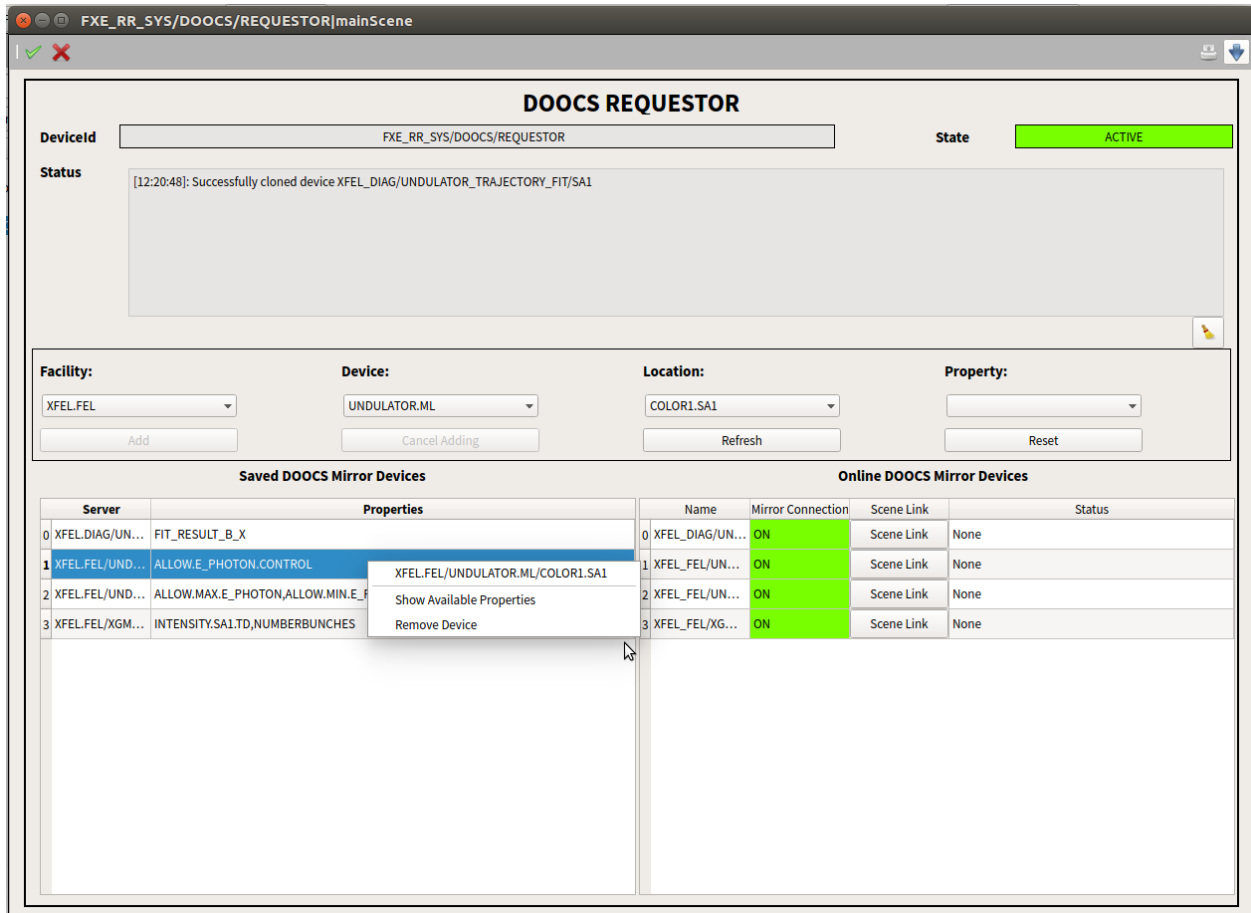 FXE_RR_SYS/DOOCS/REQUESTOR|mainScene
DOOCS REQUESTOR
DeviceId FXE_RR_SYS/DOOCS/REQUESTOR State ACTIVE
Status
[12:20:48]: Successfully cloned device XFEL_DIAG/UNDULATOR_TRAJECTORY_FIT/SA1
Facility: Device: Location: Property:
XFEL.FEL UNDULATOR.ML COLOR1.SA1
Add Cancel Adding Refresh Reset
Saved DOOCS Mirror Devices Online DOOCS Mirror Devices
Server Properties Name Mirror Connection Scene Link Status
0 XFEL.DIAG/UN... FIT_RESULT_B_X 0 XFEL_DIAG/UN... ON Scene Link None
1 XFEL.FEL/UND... ALLOW.E_PHOTON.CONTROL 1 XFEL_FEL/UN... ON Scene Link None
XFEL.FEL/UNDULATOR.ML/COLOR1.SA1
2 XFEL.FEL/UND... ALLOW.MAX.E_PHOTON,ALLOW.MIN.E_ 2 XFEL_FEL/UN... ON Scene Link None
Show Available Properties
3 XFEL.FEL/XGM... INTENSITY.SA1.TD,NUMBERBUNCHES 3 XFEL_FEL/XG... ON Scene Link None
Remove Device